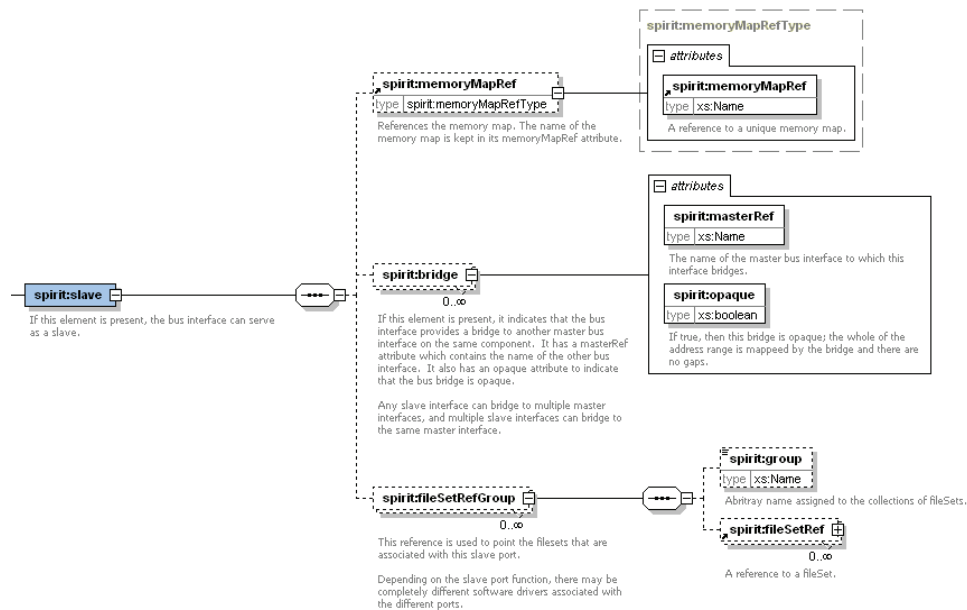 spirit:memoryMapRefType
attributes
spirit:memoryMapRef
type spirit:memoryMapRefType
References the memory map. The name of the
memory map is kept in its memoryMapRef attribute.
spirit:memoryMapRef
type xs:Name
A reference to a unique memory map.
attributes
spirit:masterRef
type xs:Name
The name of the master bus interface to which this
interface bridges.
spirit:opaque
type xs:boolean
If true, then this bridge is opaque; the whole of the
address range is mappeed by the bridge and there are
no gaps.
spirit:slave
If this element is present, the bus interface can serve
as a slave.
spirit:bridge
0..∞
If this element is present, it indicates that the bus
interface provides a bridge to another master bus
interface on the same component. It has a masterRef
attribute which contains the name of the other bus
interface. It also has an opaque attribute to indicate
that the bus bridge is opaque.
Any slave interface can bridge to multiple master
interfaces, and multiple slave interfaces can bridge to
the same master interface.
spirit:fileSetRefGroup
0..∞
This reference is used to point the filesets that are
associated with this slave port.
Depending on the slave port function, there may be
completely different software drivers associated with
the different ports.
spirit:group
type xs:Name
Abritray name assigned to the collections of fileSets.
spirit:fileSetRef
0..∞
A reference to a fileSet.